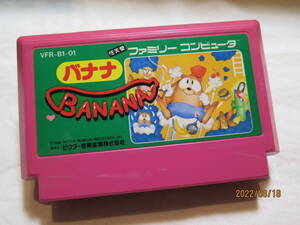 VFR-B1-01
任天堂 ファミリー コンピュータ
バナナ
BANANA
ビクター音楽産業株式会社
2022/08/18